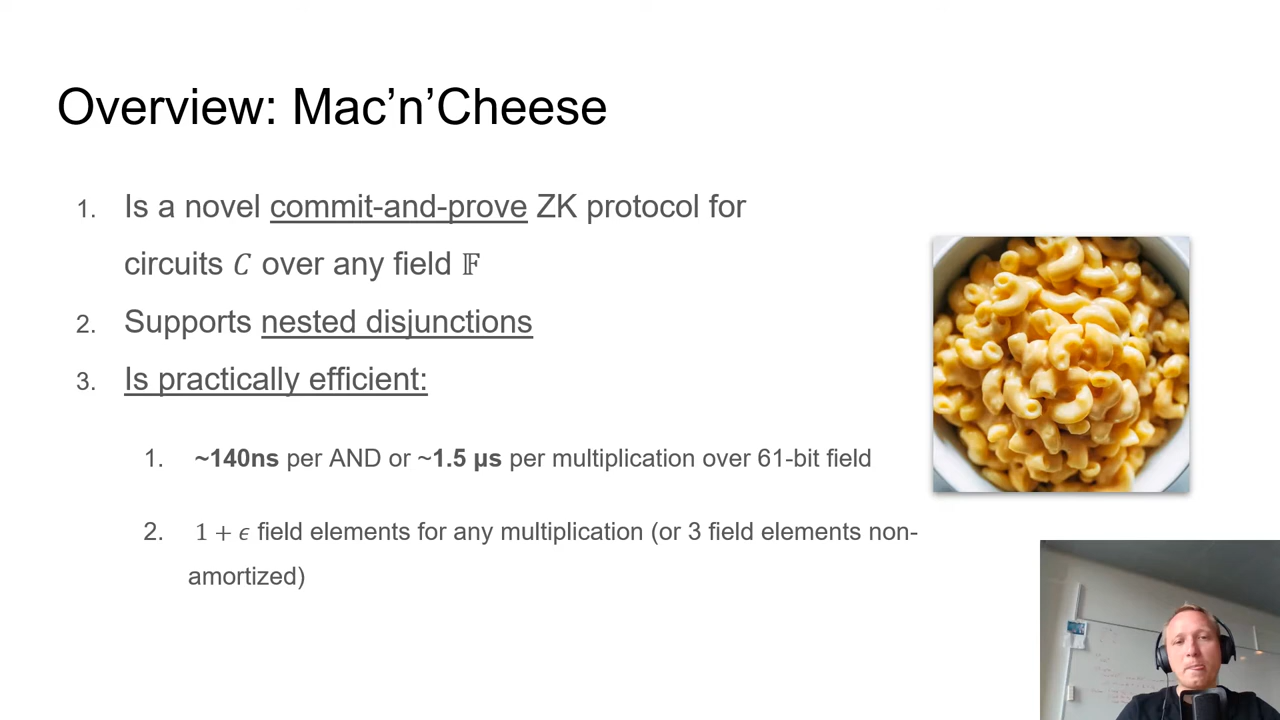 Overview: Mac’n’Cheese
1. Is a novel commit-and-prove ZK protocol for
circuits C over any field 𝔽
2. Supports nested disjunctions
3. Is practically efficient:
1. ~140ns per AND or ~1.5 μs per multiplication over 61-bit field
2. 1 + ϵ field elements for any multiplication (or 3 field elements non-
amortized)